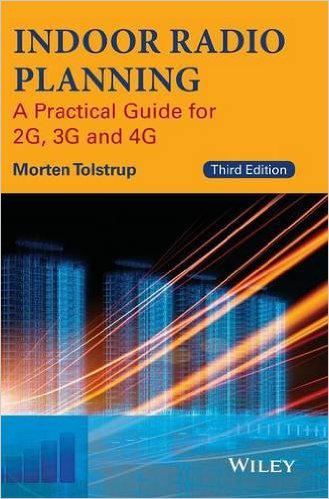 INDOOR RADIO
PLANNING
A Practical Guide for
2G, 3G and 4G
Morten Tolstrup
Third Edition
WILEY